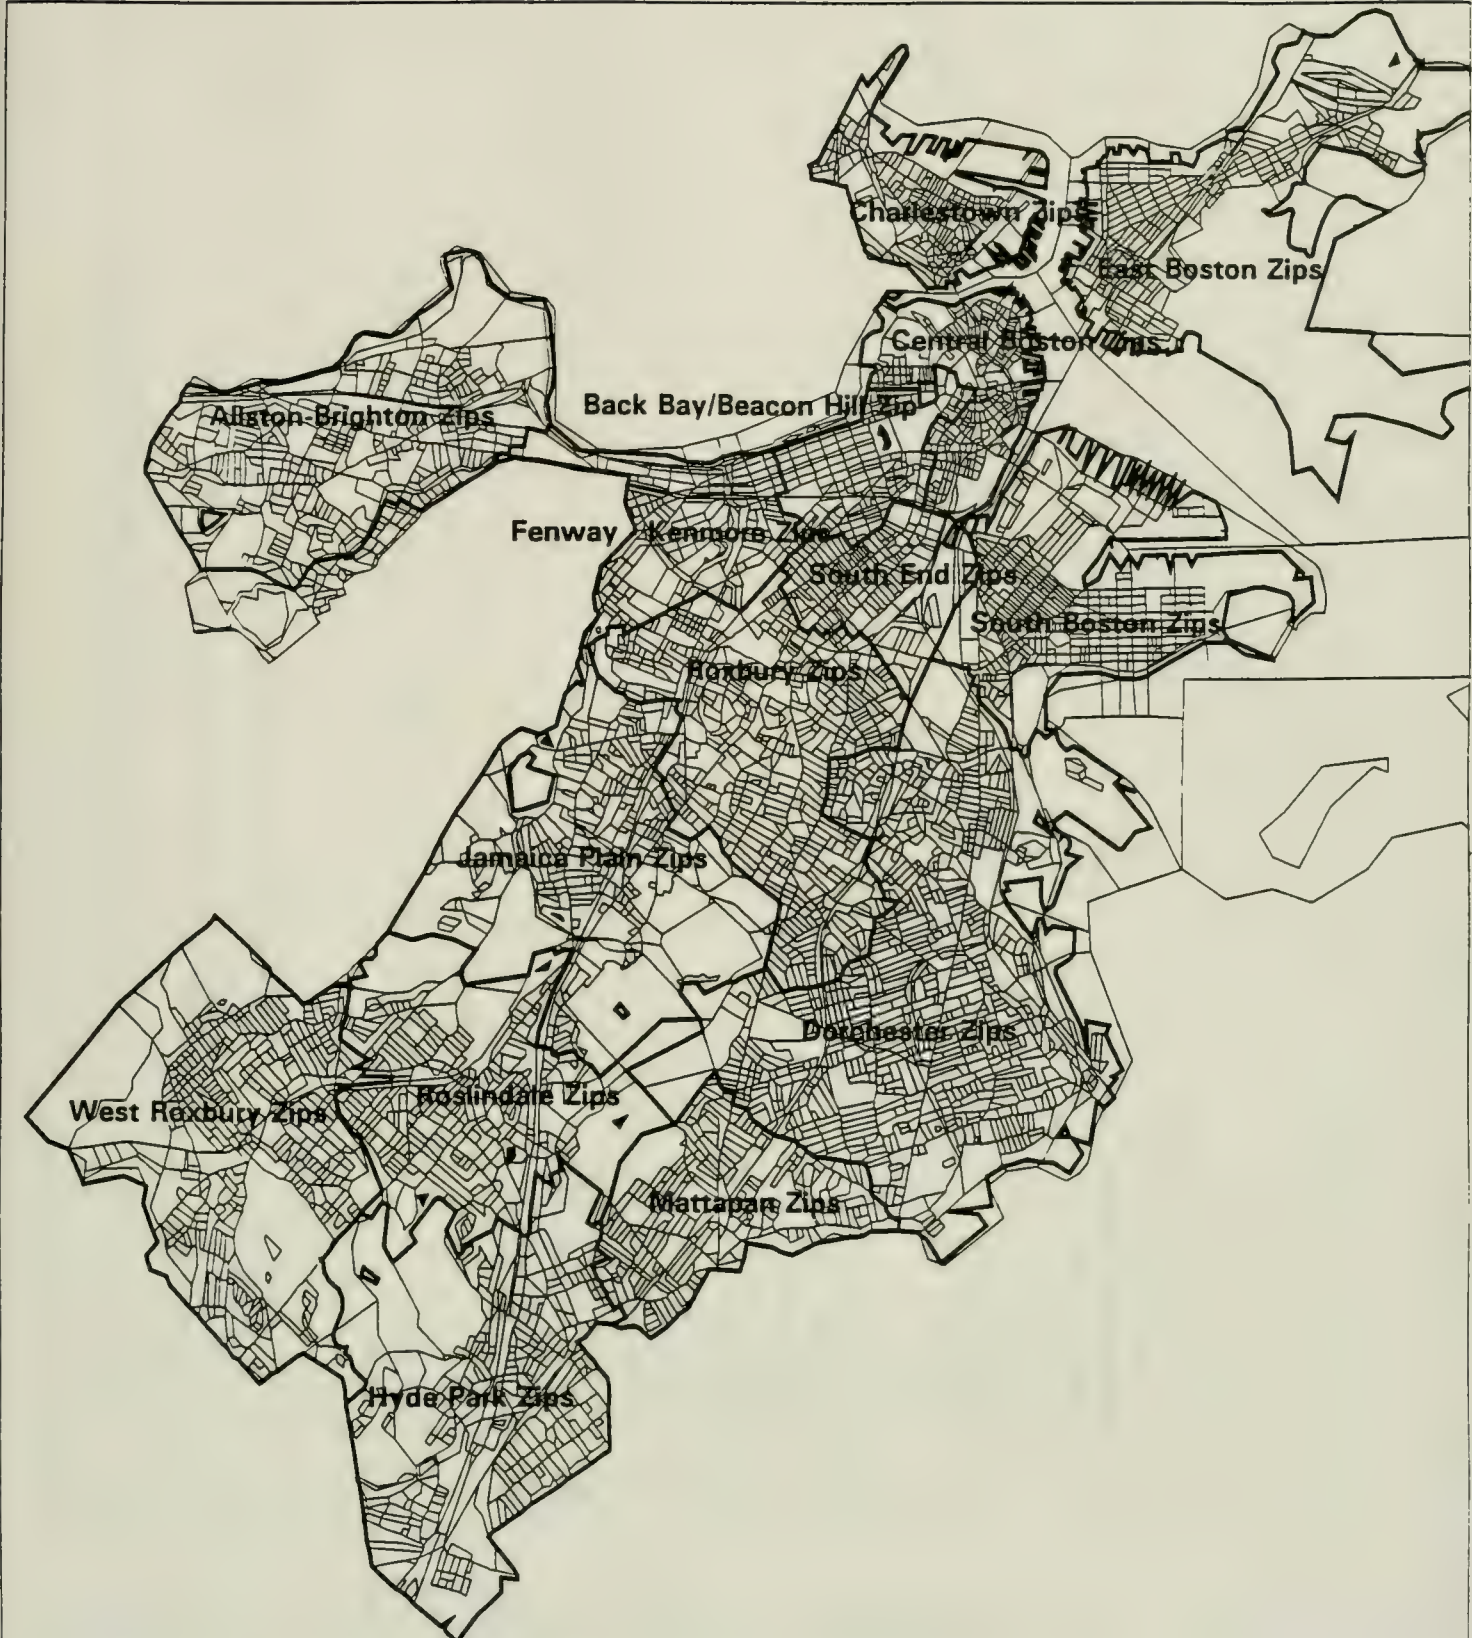 Charlestown Zips
East Boston Zips
Central Boston Zips
Back Bay/Beacon Hill Zip
Allston-Brighton Zips
Fenway / Kenmore Zips
South End Zips
South Boston Zips
Roxbury Zips
Jamaica Plain Zips
Dorchester Zips
Roslindale Zips
West Roxbury Zips
Mattapan Zips
Hyde Park Zips